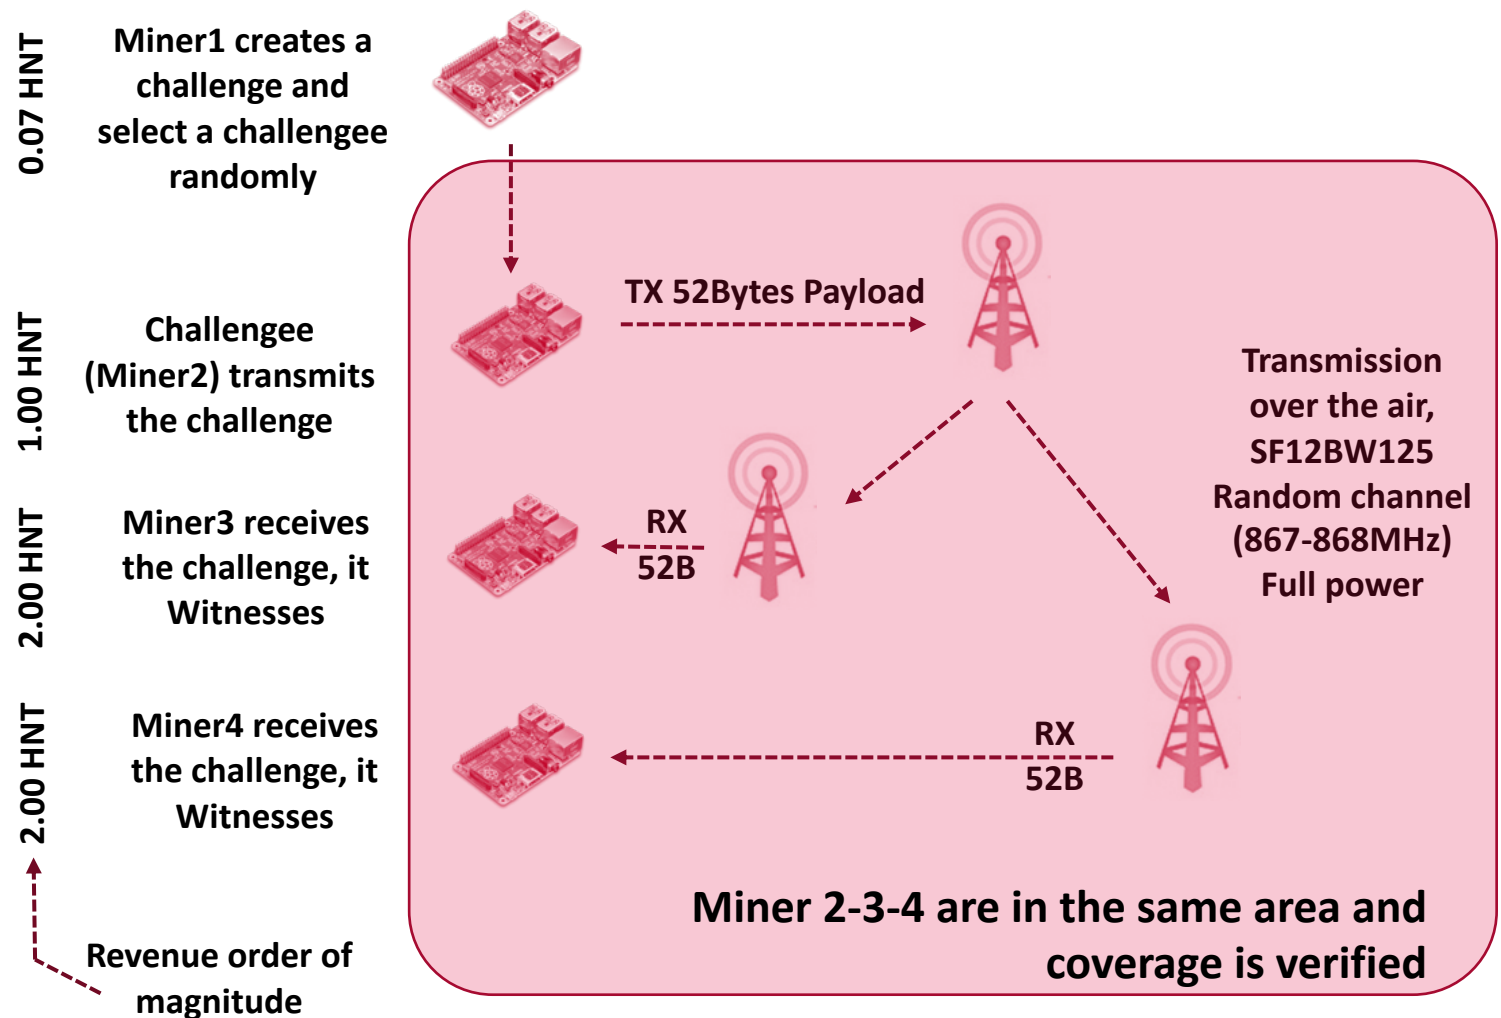 0.07 HNT
Miner1 creates a
challenge and
select a challengee
randomly
TX 52Bytes Payload
1.00 HNT
Challengee
(Miner2) transmits
the challenge
Transmission
over the air,
SF12BW125
Random channel
(867-868MHz)
Full power
2.00 HNT
Miner3 receives
the challenge, it
Witnesses
RX
52B
2.00 HNT
Miner4 receives
the challenge, it
Witnesses
RX
52B
Miner 2-3-4 are in the same area and
coverage is verified
Revenue order of
magnitude